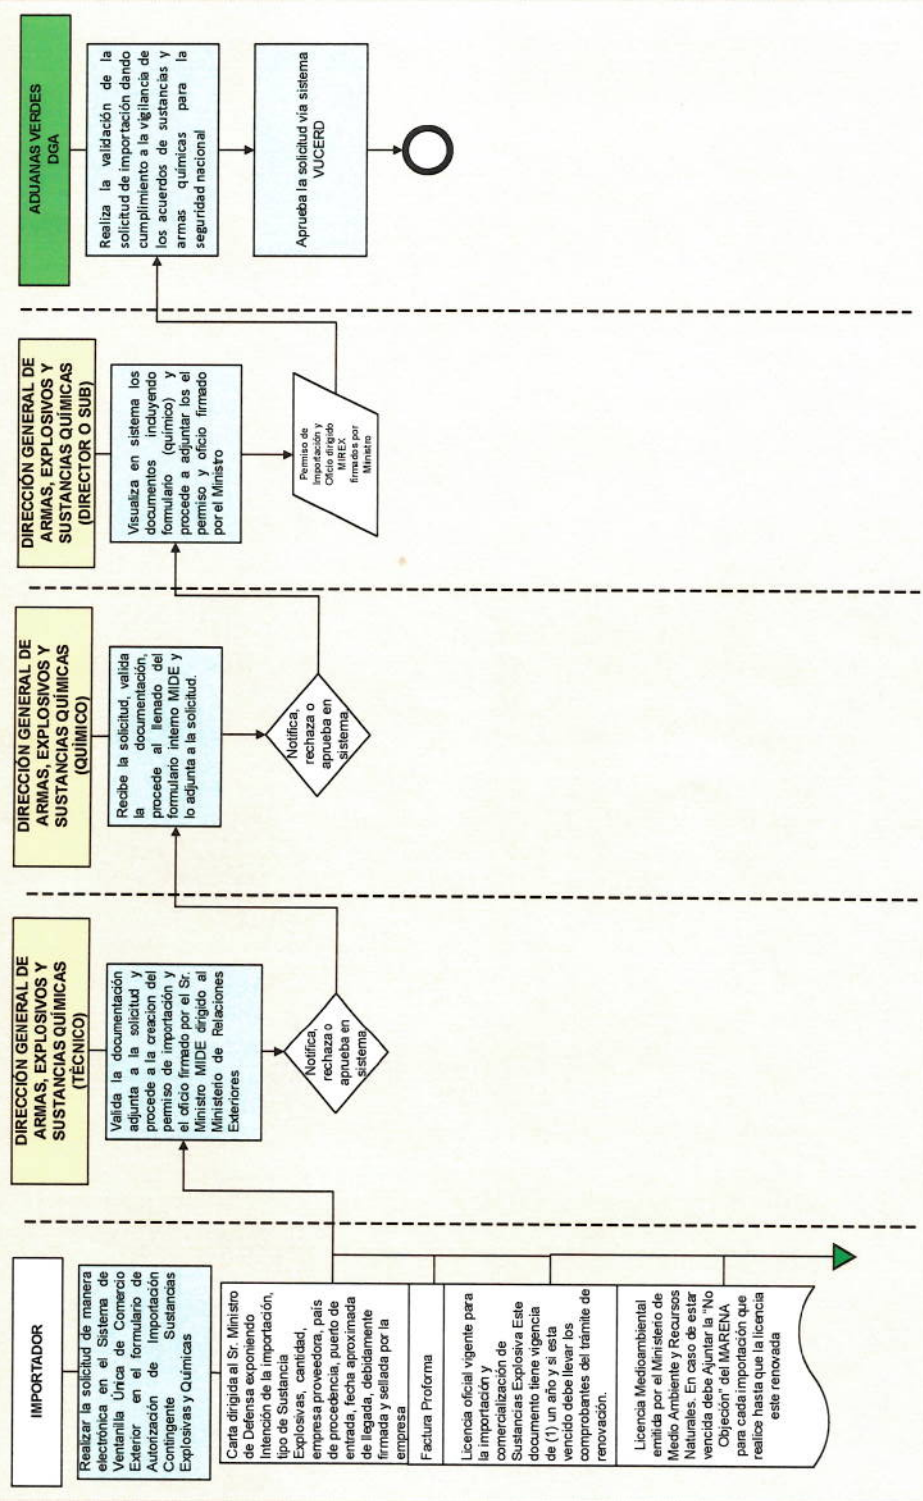 IMPORTADOR
Realizar la solicitud de manera
electrónica en el Sistema de
Ventanilla Única de Comercio
Exterior en el formulario de
Autorización de Importación
Contingente Sustancias
Explosivas y Químicas
Carta dirigida al Sr. Ministro
de Defensa exponiendo
Intención de la importación,
tipo de Sustancia
Explosivas, cantidad,
empresa proveedora, país
de procedencia, puerto de
entrada, fecha aproximada
de llegada, debidamente
firmada y sellada por la
empresa
Factura Proforma
Licencia oficial vigente para
la importación y
comercialización de
Sustancias Explosiva Este
documento tiene vigencia
de (1) un año y si esta
vencido debe llevar los
comprobantes del trámite de
renovación.
Licencia Medioambiental
emitida por el Ministerio de
Medio Ambiente y Recursos
Naturales. En caso de estar
vencida debe Ajuntar la "No
Objeción" del MARENA
para cada importación que
realice hasta que la licencia
este renovada
DIRECCIÓN GENERAL DE
ARMAS, EXPLOSIVOS Y
SUSTANCIAS QUÍMICAS
(TÈCNICO)
Valida la documentación
adjunta a la solicitud y
procede a la creacion del
permiso de importación y
el oficio firmado por el Sr.
Ministro MIDE dirigido al
Ministerio de Relaciones
Exteriores
Notifica,
rechaza o
aprueba en
sistema,
DIRECCIÓN GENERAL DE
ARMAS, EXPLOSIVOS Y
SUSTANCIAS QUÍMICAS
(QUÍMICO)
Recibe la solicitud, valida
la documentación,
procede al llenado del
formulario interno MIDE y
lo adjunta a la solicitud.
Notifica,
rechaza o
aprueba en
sistema,
DIRECCIÓN GENERAL DE
ARMAS, EXPLOSIVOS Y
SUSTANCIAS QUÍMICAS
(DIRECTOR O SUB)
Visualiza en sistema los
documentos incluyendo
formulario (químico) y
procede a adjuntar los el
permiso y oficio firmado
por el Ministro
Permiso de
Importación y
Oficio dirigido
MIREX
firmados por
Ministro
ADUANAS VERDES
DGA
Realiza la validación de la
solicitud de importación dando
cumplimiento a la vigilancia de
los acuerdos de sustancias y
armas químicas para la
seguridad nacional
Aprueba la solicitud via sistema
VUCERD